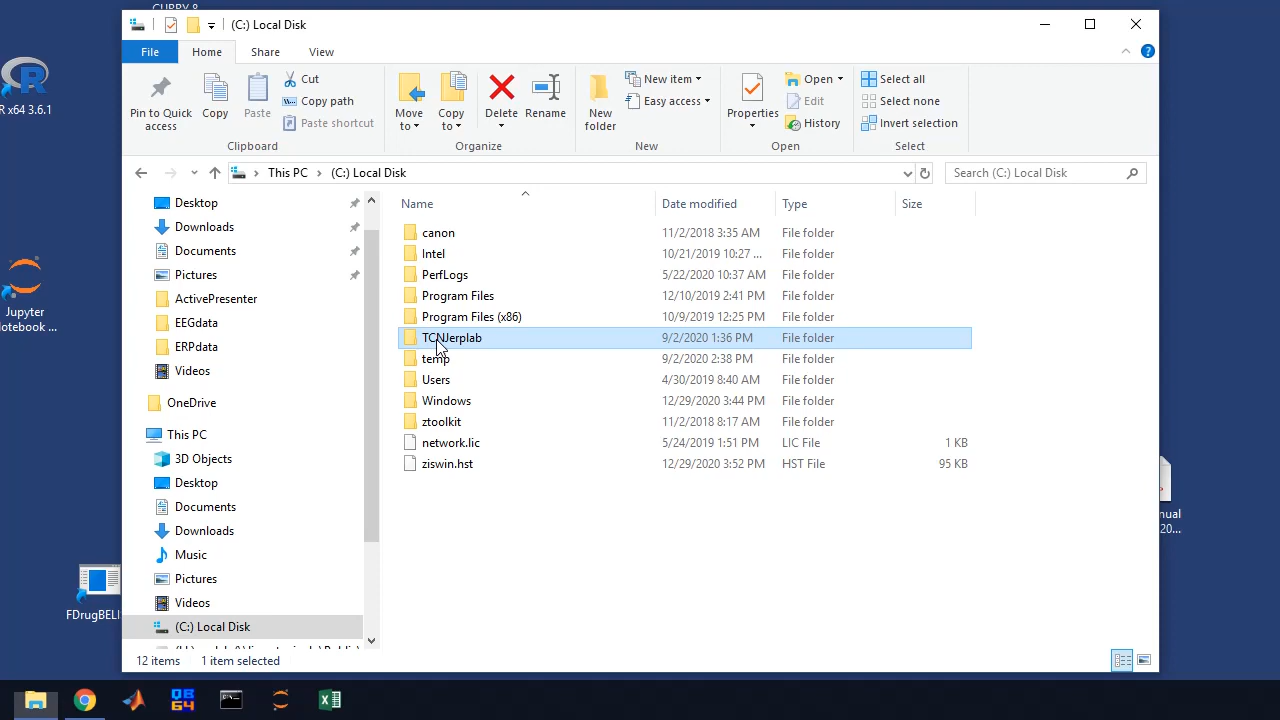 CURRY 8
(C:) Local Disk
File Home Share View
Pin to Quick access
Copy
Paste
Cut
Copy path
Paste shortcut
Move to
Copy to
Delete
Rename
New folder
New item
Easy access
Properties
Open
Edit
History
Select all
Select none
Invert selection
Clipboard Organize New Open Select
This PC > (C:) Local Disk
Search (C:) Local Disk
Name Date modified Type Size
canon 11/2/2018 3:35 AM File folder
Intel 10/21/2019 10:27 ... File folder
PerfLogs 5/22/2020 10:37 AM File folder
Program Files 12/10/2019 2:41 PM File folder
Program Files (x86) 10/9/2019 12:25 PM File folder
TCNJerplab 9/2/2020 1:36 PM File folder
temp 9/2/2020 2:38 PM File folder
Users 4/30/2019 8:40 AM File folder
Windows 12/29/2020 3:44 PM File folder
ztoolkit 11/2/2018 8:17 AM File folder
network.lic 5/24/2019 1:51 PM LIC File 1 KB
ziswin.hst 12/29/2020 3:52 PM HST File 95 KB
Desktop
Downloads
Documents
Pictures
ActivePresenter
EEGdata
ERPdata
Videos
OneDrive
This PC
3D Objects
Desktop
Documents
Downloads
Music
Pictures
Videos
(C:) Local Disk
12 items 1 item selected
R x64 3.6.1
Jupyter
Notebook ...
FDrugBELI
nual
20...
QB
64